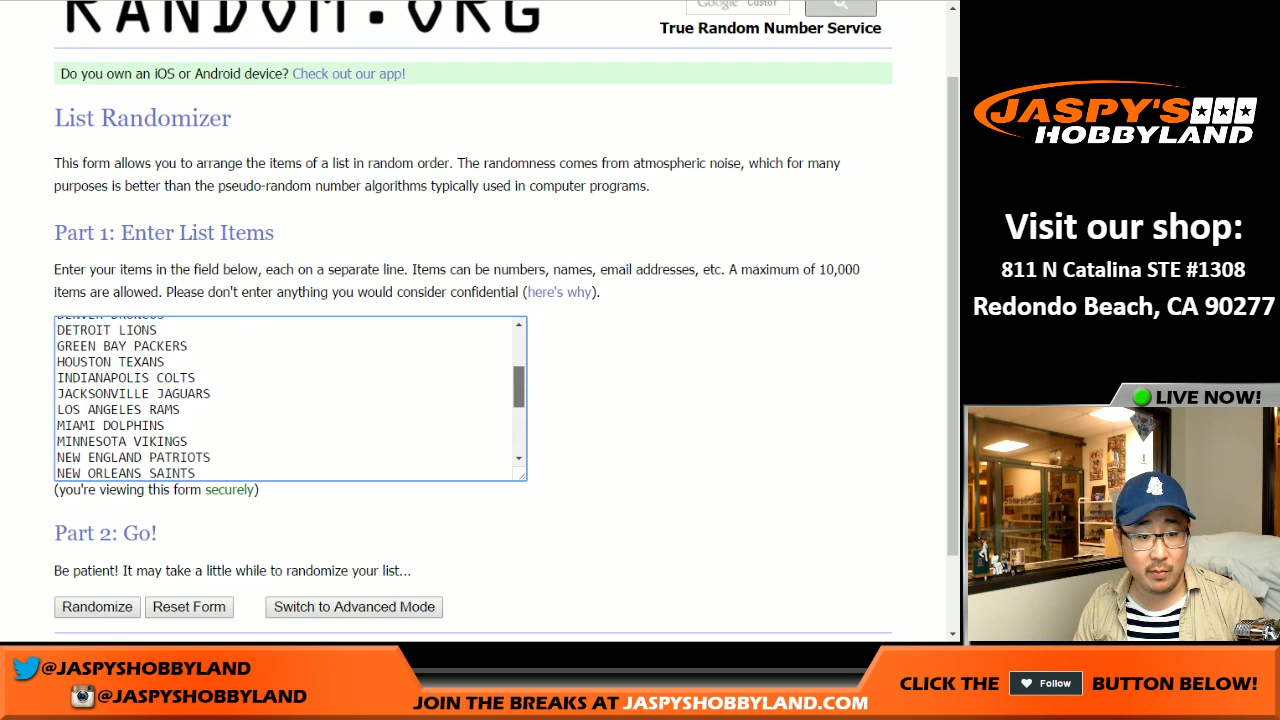 RANDOM.ORG
Google Custor
True Random Number Service
Do you own an iOS or Android device? Check out our app!
List Randomizer
This form allows you to arrange the items of a list in random order. The randomness comes from atmospheric noise, which for many
purposes is better than the pseudo-random number algorithms typically used in computer programs.
Part 1: Enter List Items
Enter your items in the field below, each on a separate line. Items can be numbers, names, email addresses, etc. A maximum of 10,000
items are allowed. Please don't enter anything you would consider confidential (here's why).
DENVER BRONCOS
DETROIT LIONS
GREEN BAY PACKERS
HOUSTON TEXANS
INDIANAPOLIS COLTS
JACKSONVILLE JAGUARS
LOS ANGELES RAMS
MIAMI DOLPHINS
MINNESOTA VIKINGS
NEW ENGLAND PATRIOTS
NEW ORLEANS SAINTS
(you're viewing this form securely)
Part 2: Go!
Be patient! It may take a little while to randomize your list...
Randomize Reset Form Switch to Advanced Mode
JASPY'S
HOBBYLAND
Visit our shop:
811 N Catalina STE #1308
Redondo Beach, CA 90277
LIVE NOW!
@JASPYSHOBBYLAND
@JASPYSHOBBYLAND
JOIN THE BREAKS AT JASPYSHOBBYLAND.COM
CLICK THE Follow BUTTON BELOW!